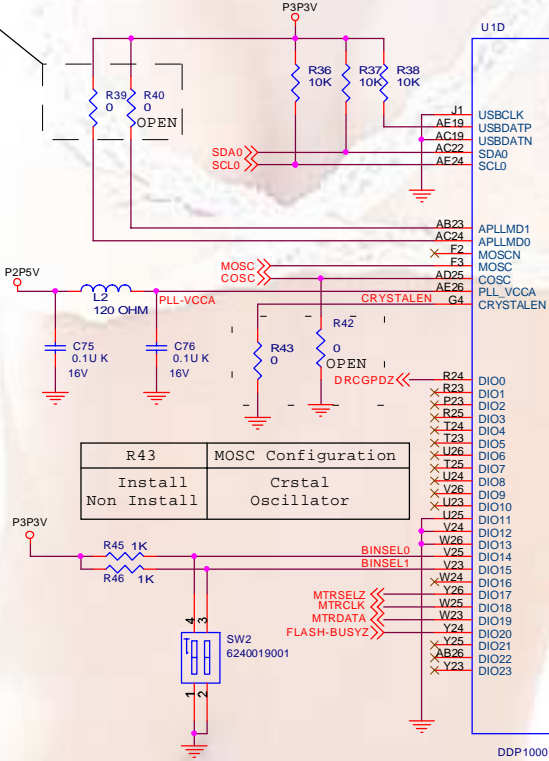 P3P3V
U1D
R39
0
R40
0
OPEN
R36
10K
R37
10K
R38
10K
J1 USBCLK
AE19 USBDATP
AC19 USBDATN
SDA0 AC22 SDA0
SCL0 AE24 SCL0
AB23 APLLMD1
AC24 APLLMD0
F2 MOSCN
MOSC F3 MOSC
COSC AD25 COSC
P2P5V
L2
120 OHM
PLL-VCCA
AE26 PLL_VCCA
CRYSTALEN G4 CRYSTALEN
C75
0.1U K
16V
C76
0.1U K
16V
R43
0
R42
0
OPEN
DRCGPDZ R24 DIO0
R23 DIO1
P23 DIO2
R25 DIO3
T24 DIO4
T23 DIO5
U26 DIO6
T25 DIO7
U24 DIO8
V26 DIO9
U23 DIO10
U25 DIO11
V24 DIO12
W26 DIO13
R43 MOSC Configuration
Install Crstal
Non Install Oscillator
P3P3V
R45 1K
R46 1K
BINSEL0 V25 DIO14
BINSEL1 V23 DIO15
W24 DIO16
MTRSELZ Y26 DIO17
MTRCLK W25 DIO18
MTRDATA W23 DIO19
FLASH-BUSYZ Y24 DIO20
Y25 DIO21
AB26 DIO22
Y23 DIO23
4 3
SW2
6240019001
1 2
DDP1000